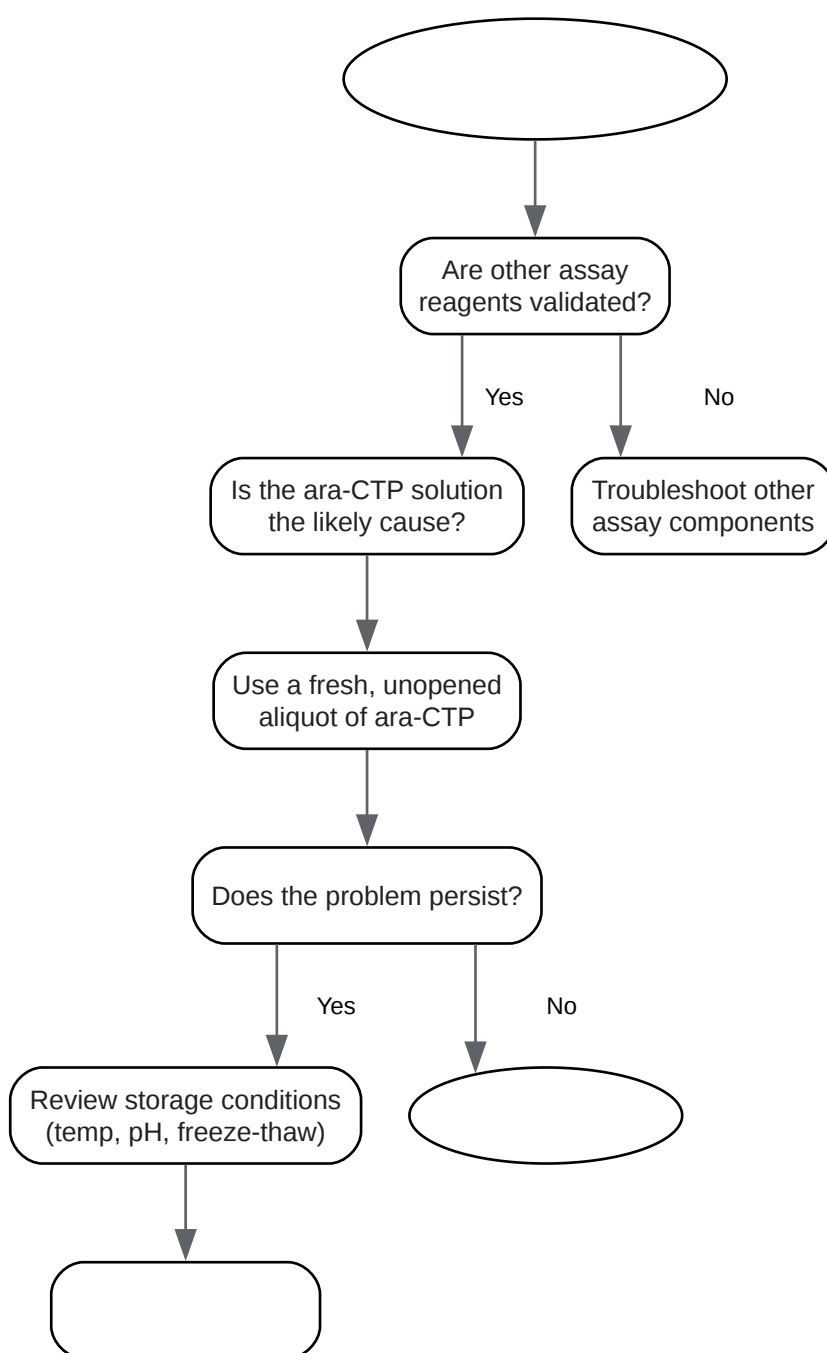 Are other assay
reagents validated?
Yes
No
Is the ara-CTP solution
the likely cause?
Troubleshoot other
assay components
Use a fresh, unopened
aliquot of ara-CTP
Does the problem persist?
Yes
No
Review storage conditions
(temp, pH, freeze-thaw)